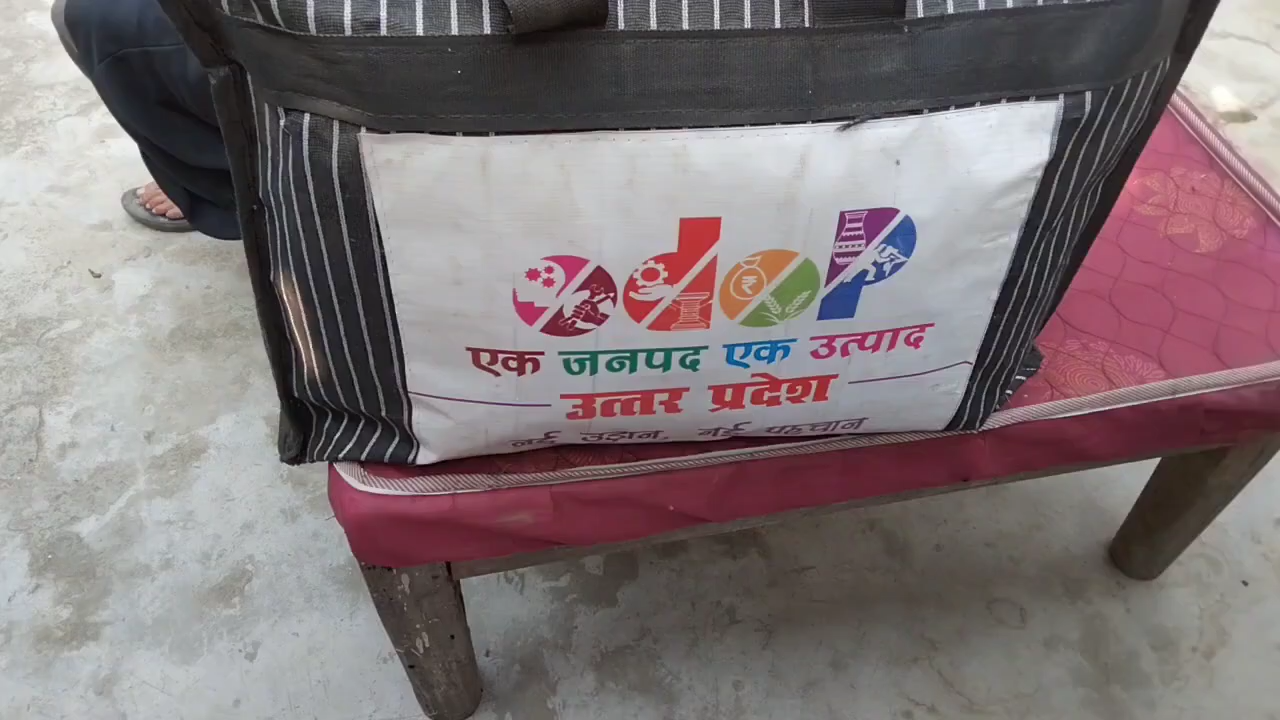 odop
एक जनपद एक उत्पाद
उत्तर प्रदेश
नई उड़ान, नई पहचान